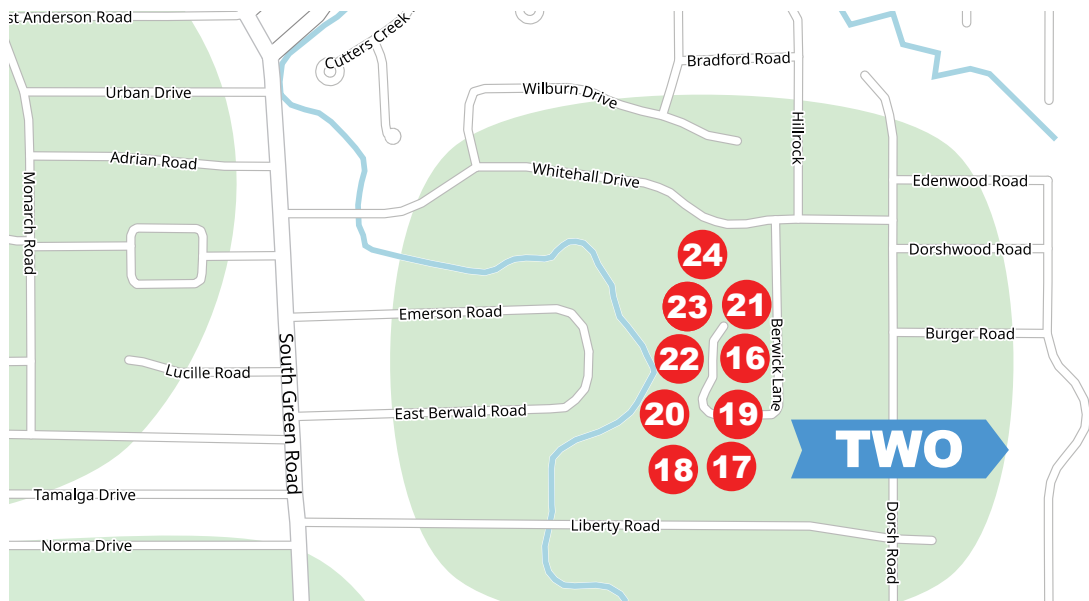 st Anderson Road
Cutters Creek
Urban Drive
Bradford Road
Wilburn Drive
Hillrock
Adrian Road
Whitehall Drive
Monarch Road
Edenwood Road
Dorshwood Road
24
23
21
Emerson Road
Burger Road
South Green Road
Berwick Lane
22
16
Lucille Road
East Berwald Road
20
19
TWO
18
17
Tamalga Drive
Liberty Road
Dorsh Road
Norma Drive